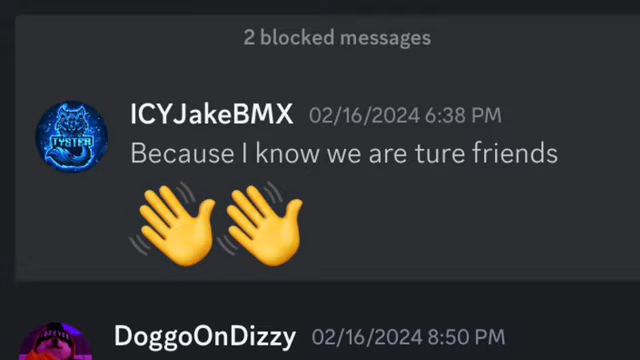 2 blocked messages
ICYJakeBMX 02/16/2024 6:38 PM
TYSTER
Because I know we are ture friends
👋👋
DoggoOnDizzy 02/16/2024 8:50 PM